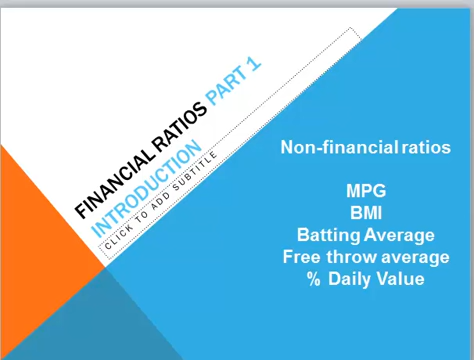 FINANCIAL RATIOS PART 1
INTRODUCTION
CLICK TO ADD SUBTITLE
Non-financial ratios
MPG
BMI
Batting Average
Free throw average
% Daily Value